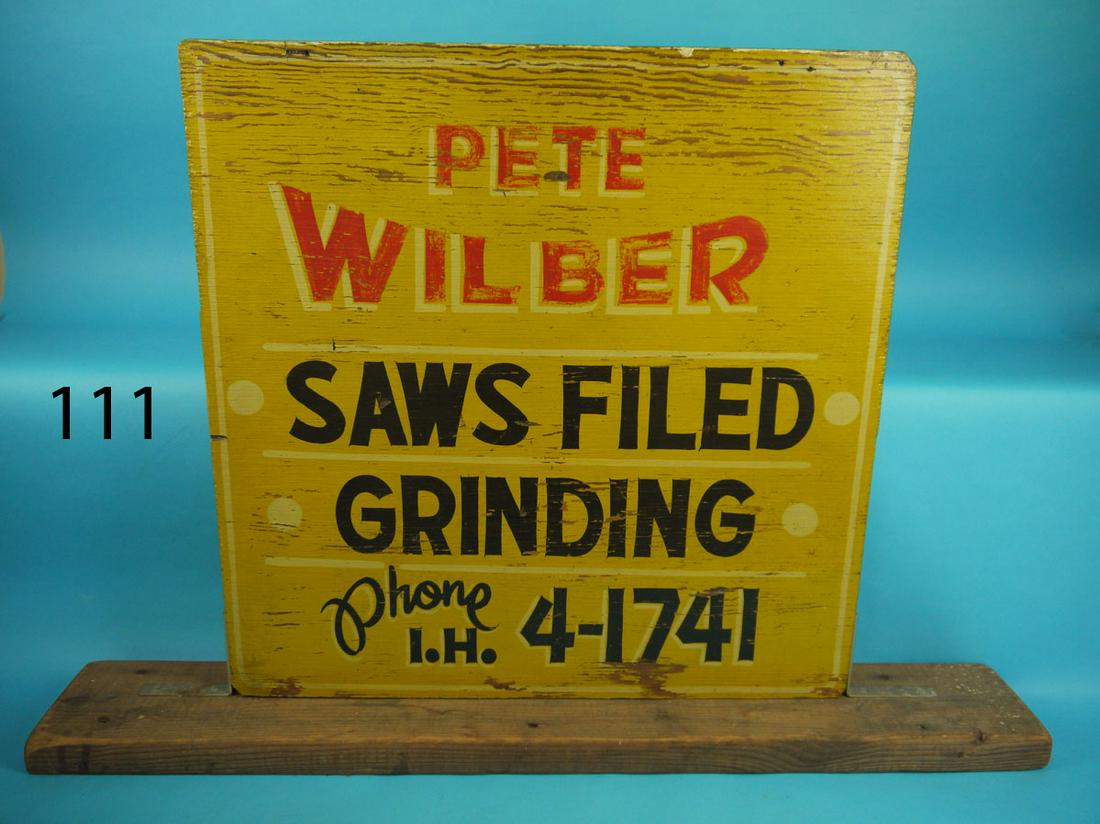 PETE
WILBER
SAWS FILED
111
GRINDING
Phone
I.H. 4-1741